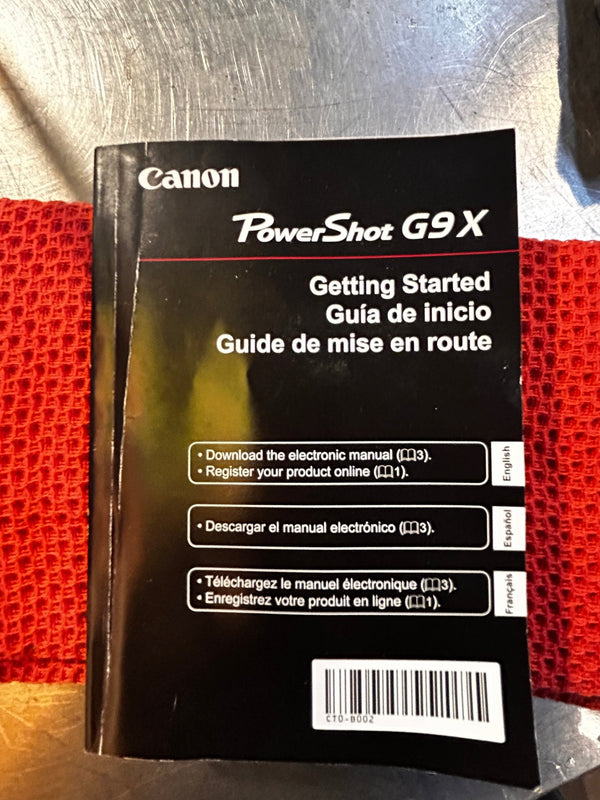 Canon
PowerShot G9 X
Getting Started
Guía de inicio
Guide de mise en route
• Download the electronic manual (📖3).
• Register your product online (📖1).
English
• Descargar el manual electrónico (📖3).
Español
• Téléchargez le manuel électronique (📖3).
• Enregistrez votre produit en ligne (📖1).
Français
CT0-B002